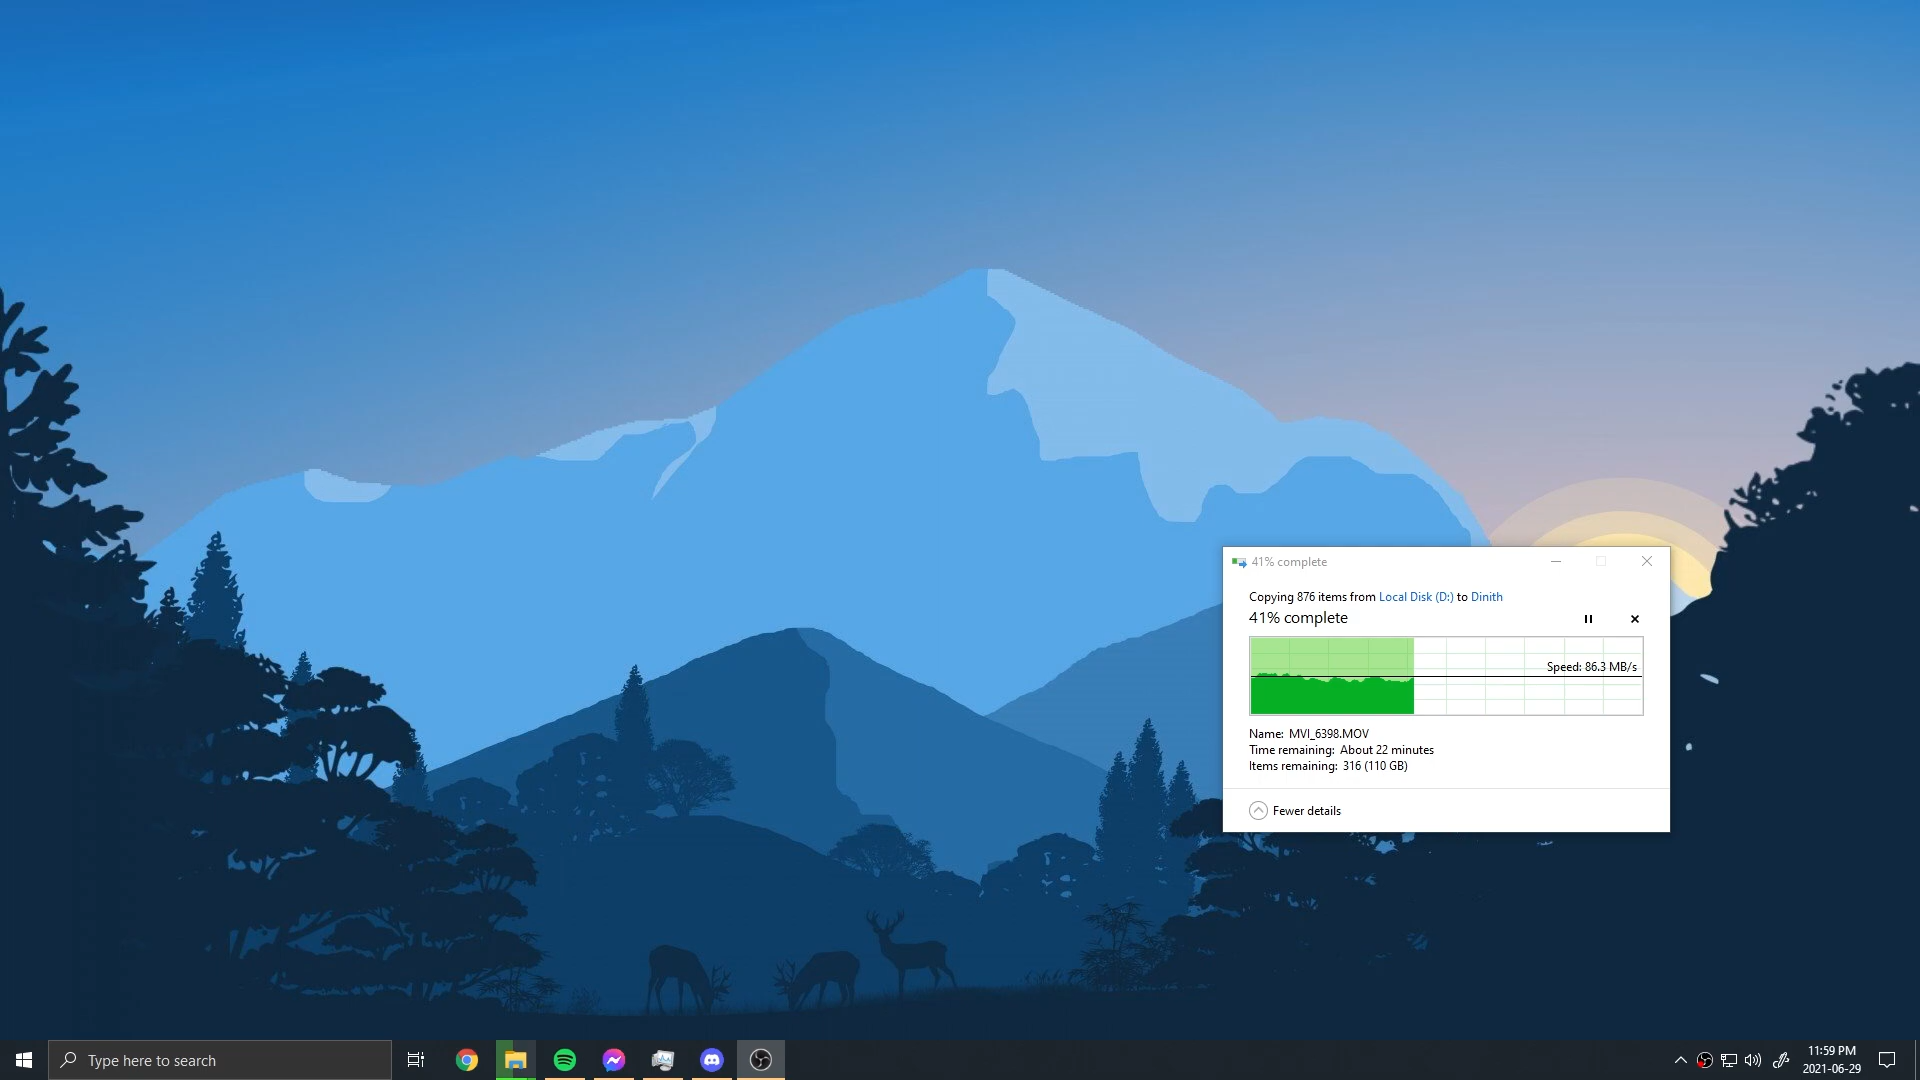 41% complete
Copying 876 items from Local Disk (D:) to Dinith
41% complete
Speed: 86.3 MB/s
Name: MVI_6398.MOV
Time remaining: About 22 minutes
Items remaining: 316 (110 GB)
Fewer details
Type here to search
11:59 PM
2021-06-29